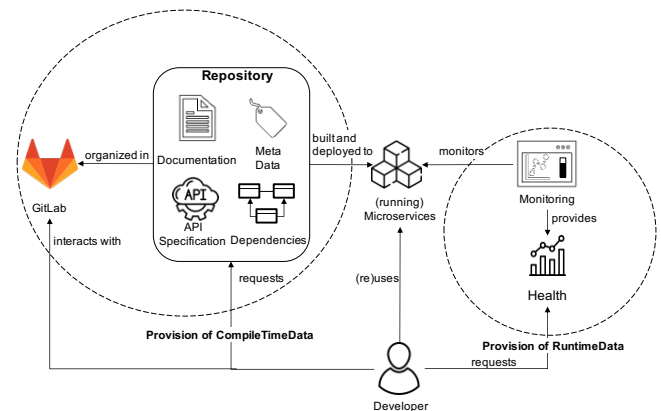 Repository
Documentation
Meta
Data
API
API
Specification
Dependencies
organized in
GitLab
interacts with
requests
Provision of CompileTimeData
built and
deployed to
(running)
Microservices
monitors
Monitoring
provides
Health
(re)uses
Provision of RuntimeData
requests
Developer